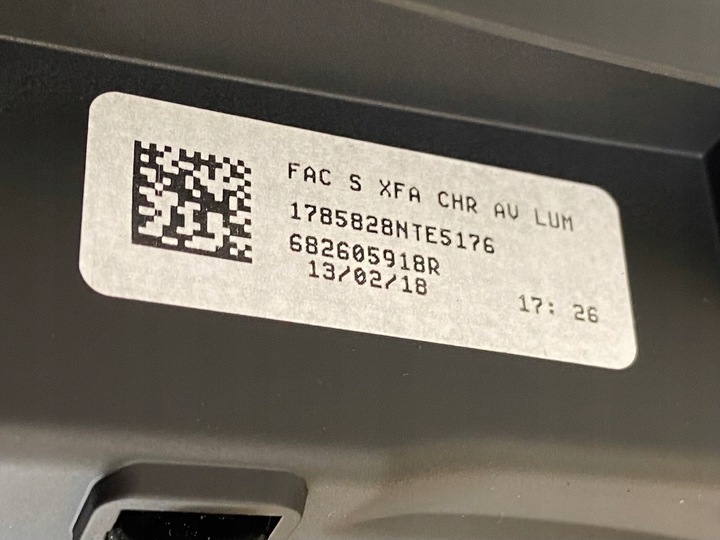 FAC S XFA CHR AV LUM
1785828NTE5176
682605918R
13/02/18 17: 26